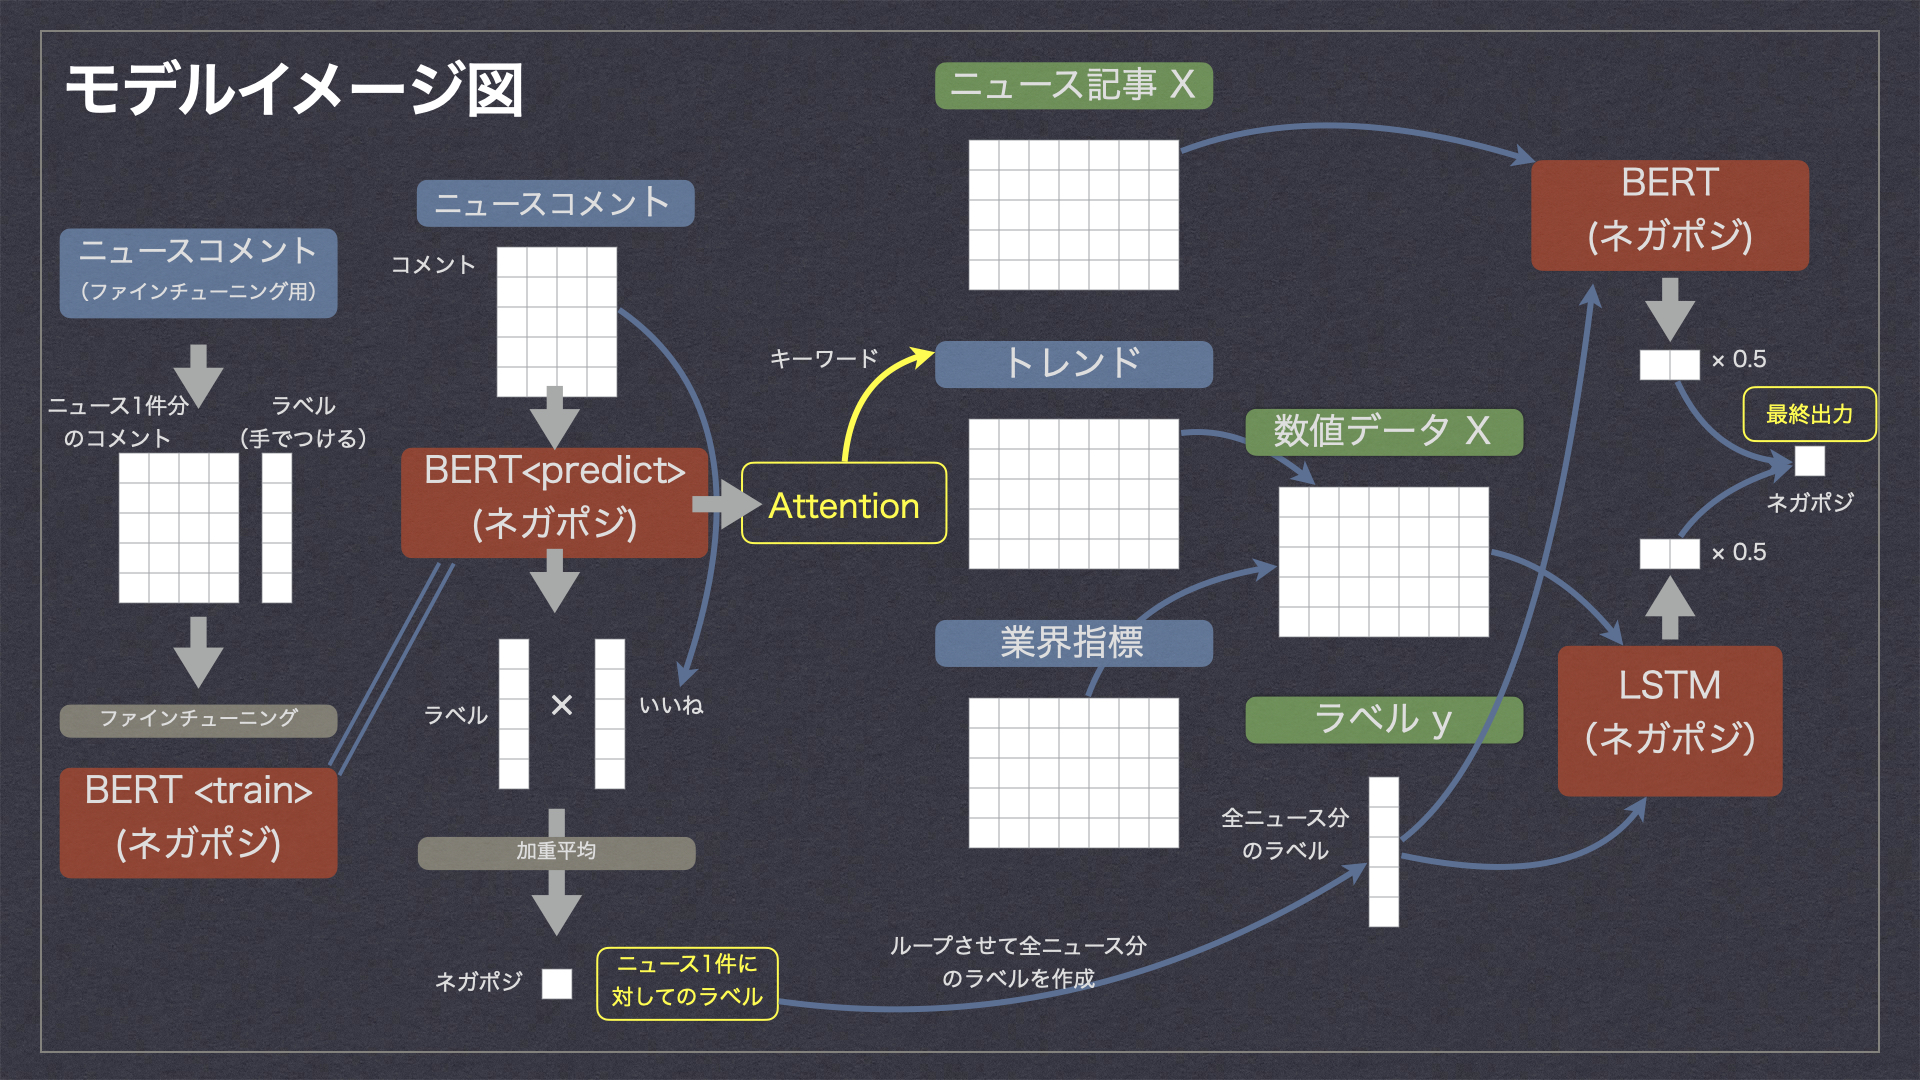 モデルイメージ図
ニュースコメント
（ファインチューニング用）
ニュース1件分
のコメント
ラベル
（手でつける）
ファインチューニング
BERT <train>
(ネガポジ)
ニュースコメント
コメント
BERT<predict>
(ネガポジ)
ラベル
×
いいね
加重平均
ネガポジ
ニュース1件に
対してのラベル
Attention
キーワード
ニュース記事 X
トレンド
業界指標
数値データ X
ラベル y
全ニュース分
のラベル
ループさせて全ニュース分
のラベルを作成
BERT
(ネガポジ)
× 0.5
最終出力
ネガポジ
× 0.5
LSTM
（ネガポジ）